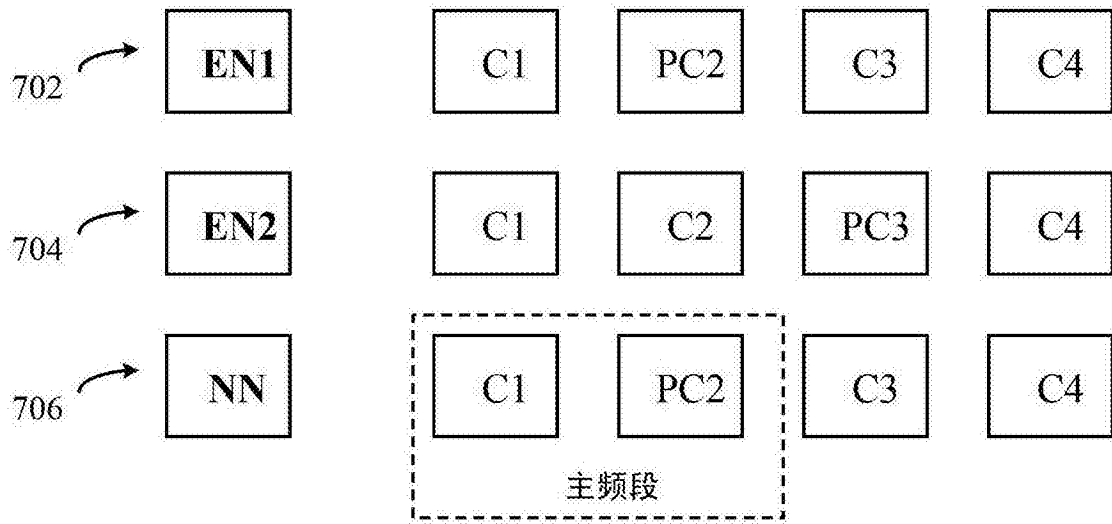 702 EN1 C1 PC2 C3 C4
704 EN2 C1 C2 PC3 C4
706 NN C1 PC2 C3 C4
主频段